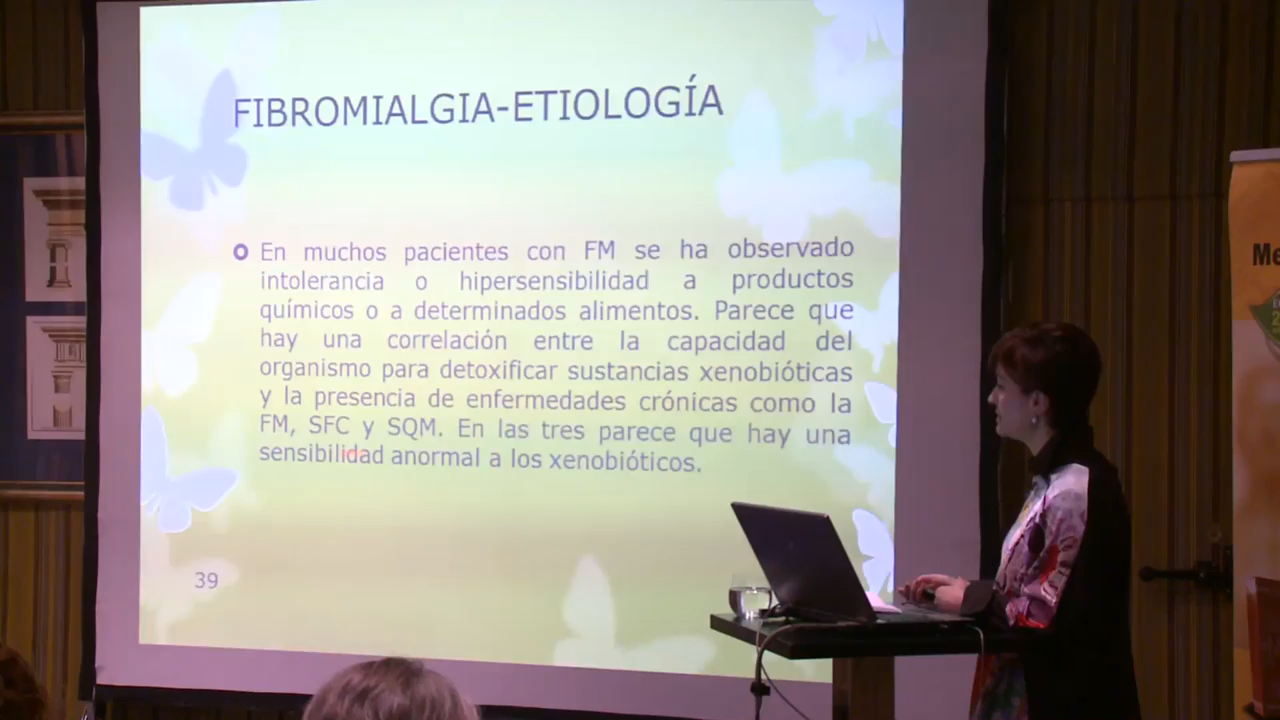 FIBROMIALGIA-ETIOLOGÍA
En muchos pacientes con FM se ha observado
intolerancia o hipersensibilidad a productos
químicos o a determinados alimentos. Parece que
hay una correlación entre la capacidad del
organismo para detoxificar sustancias xenobióticas
y la presencia de enfermedades crónicas como la
FM, SFC y SQM. En las tres parece que hay una
sensibilidad anormal a los xenobióticos.
39